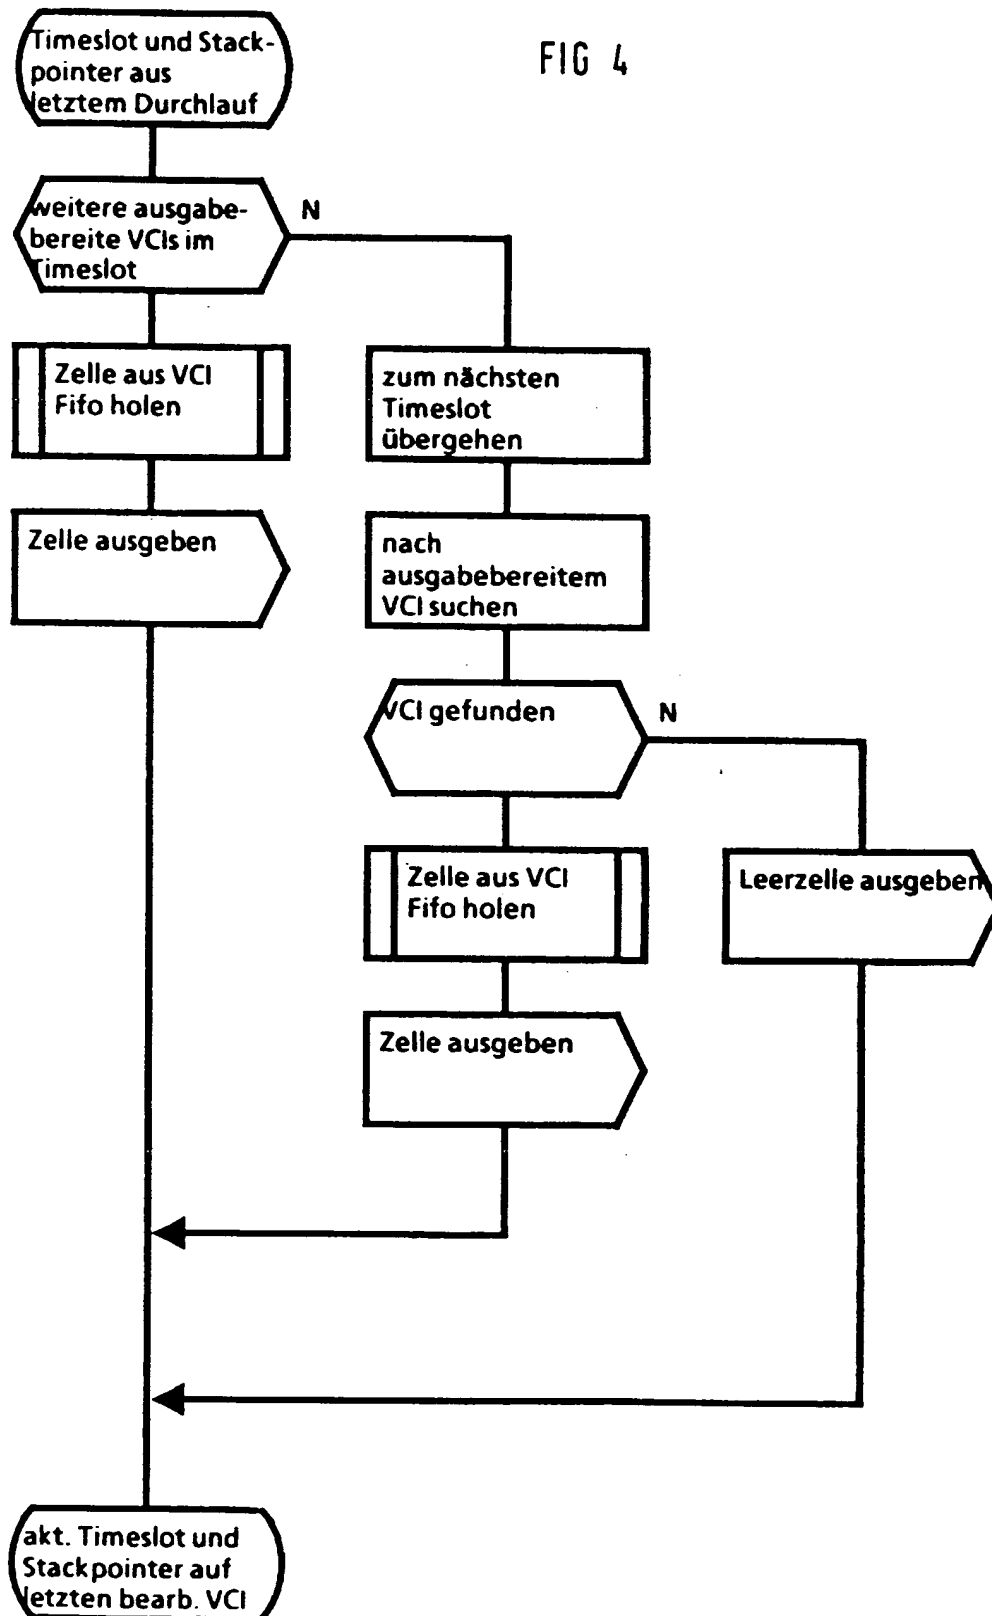 FIG 4
Timeslot und Stack-
pointer aus
letztem Durchlauf
weitere ausgabe-
bereite VCIs im
Timeslot
N
Zelle aus VCI
Fifo holen
Zelle ausgeben
zum nächsten
Timeslot
übergehen
nach
ausgabebereitem
VCI suchen
VCI gefunden
N
Zelle aus VCI
Fifo holen
Zelle ausgeben
Leerzelle ausgeben
akt. Timeslot und
Stackpointer auf
letzten bearb. VCI